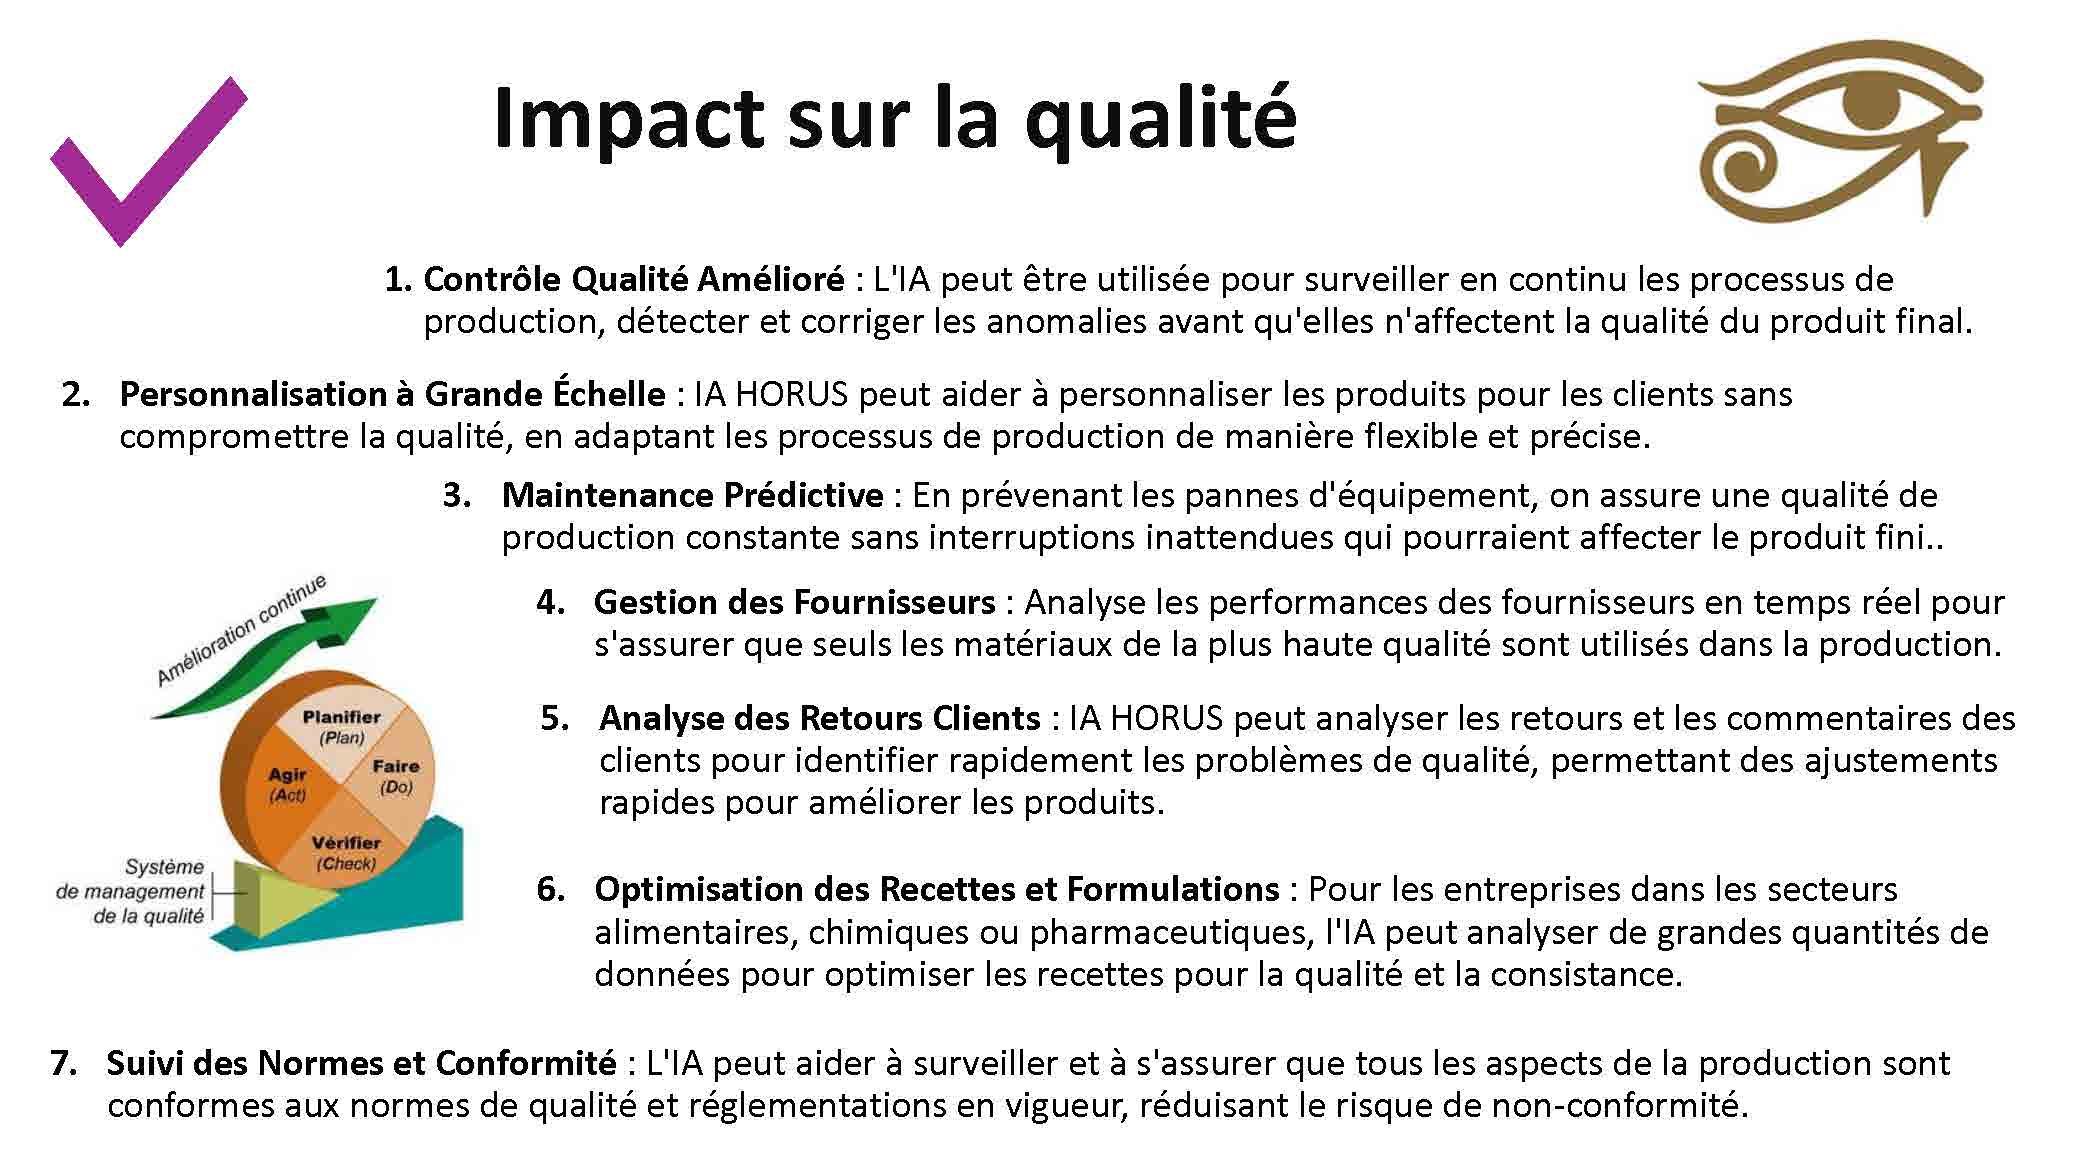 Impact sur la qualité
1. Contrôle Qualité Amélioré : L'IA peut être utilisée pour surveiller en continu les processus de
production, détecter et corriger les anomalies avant qu'elles n'affectent la qualité du produit final.
2. Personnalisation à Grande Échelle : IA HORUS peut aider à personnaliser les produits pour les clients sans
compromettre la qualité, en adaptant les processus de production de manière flexible et précise.
3. Maintenance Prédictive : En prévenant les pannes d'équipement, on assure une qualité de
production constante sans interruptions inattendues qui pourraient affecter le produit fini..
4. Gestion des Fournisseurs : Analyse les performances des fournisseurs en temps réel pour
s'assurer que seuls les matériaux de la plus haute qualité sont utilisés dans la production.
5. Analyse des Retours Clients : IA HORUS peut analyser les retours et les commentaires des
clients pour identifier rapidement les problèmes de qualité, permettant des ajustements
rapides pour améliorer les produits.
6. Optimisation des Recettes et Formulations : Pour les entreprises dans les secteurs
alimentaires, chimiques ou pharmaceutiques, l'IA peut analyser de grandes quantités de
données pour optimiser les recettes pour la qualité et la consistance.
7. Suivi des Normes et Conformité : L'IA peut aider à surveiller et à s'assurer que tous les aspects de la production sont
conformes aux normes de qualité et réglementations en vigueur, réduisant le risque de non-conformité.
Amélioration continue
Planifier
(Plan)
Faire
(Do)
Agir
(Act)
Vérifier
(Check)
Système
de management
de la qualité